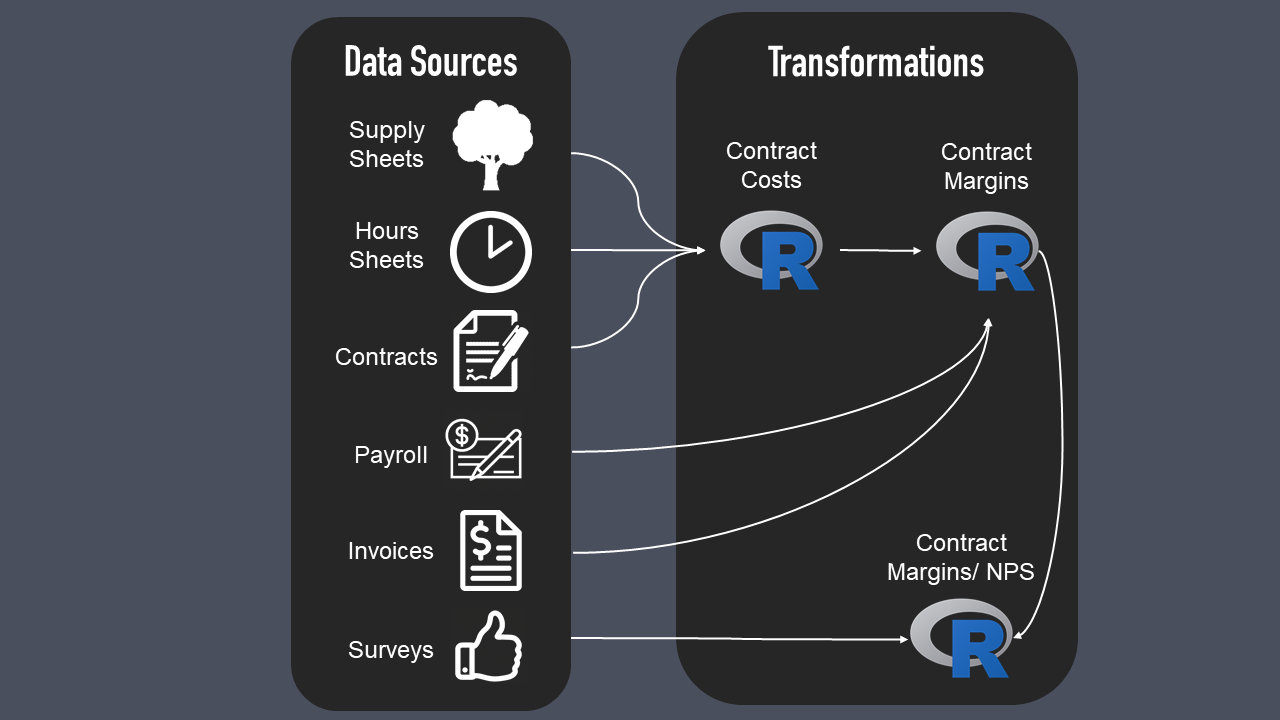 Data Sources
Supply
Sheets
Hours
Sheets
Contracts
$
Payroll
Invoices
$
Surveys
Transformations
Contract
Costs
R
Contract
Margins
R
Contract
Margins/ NPS
R